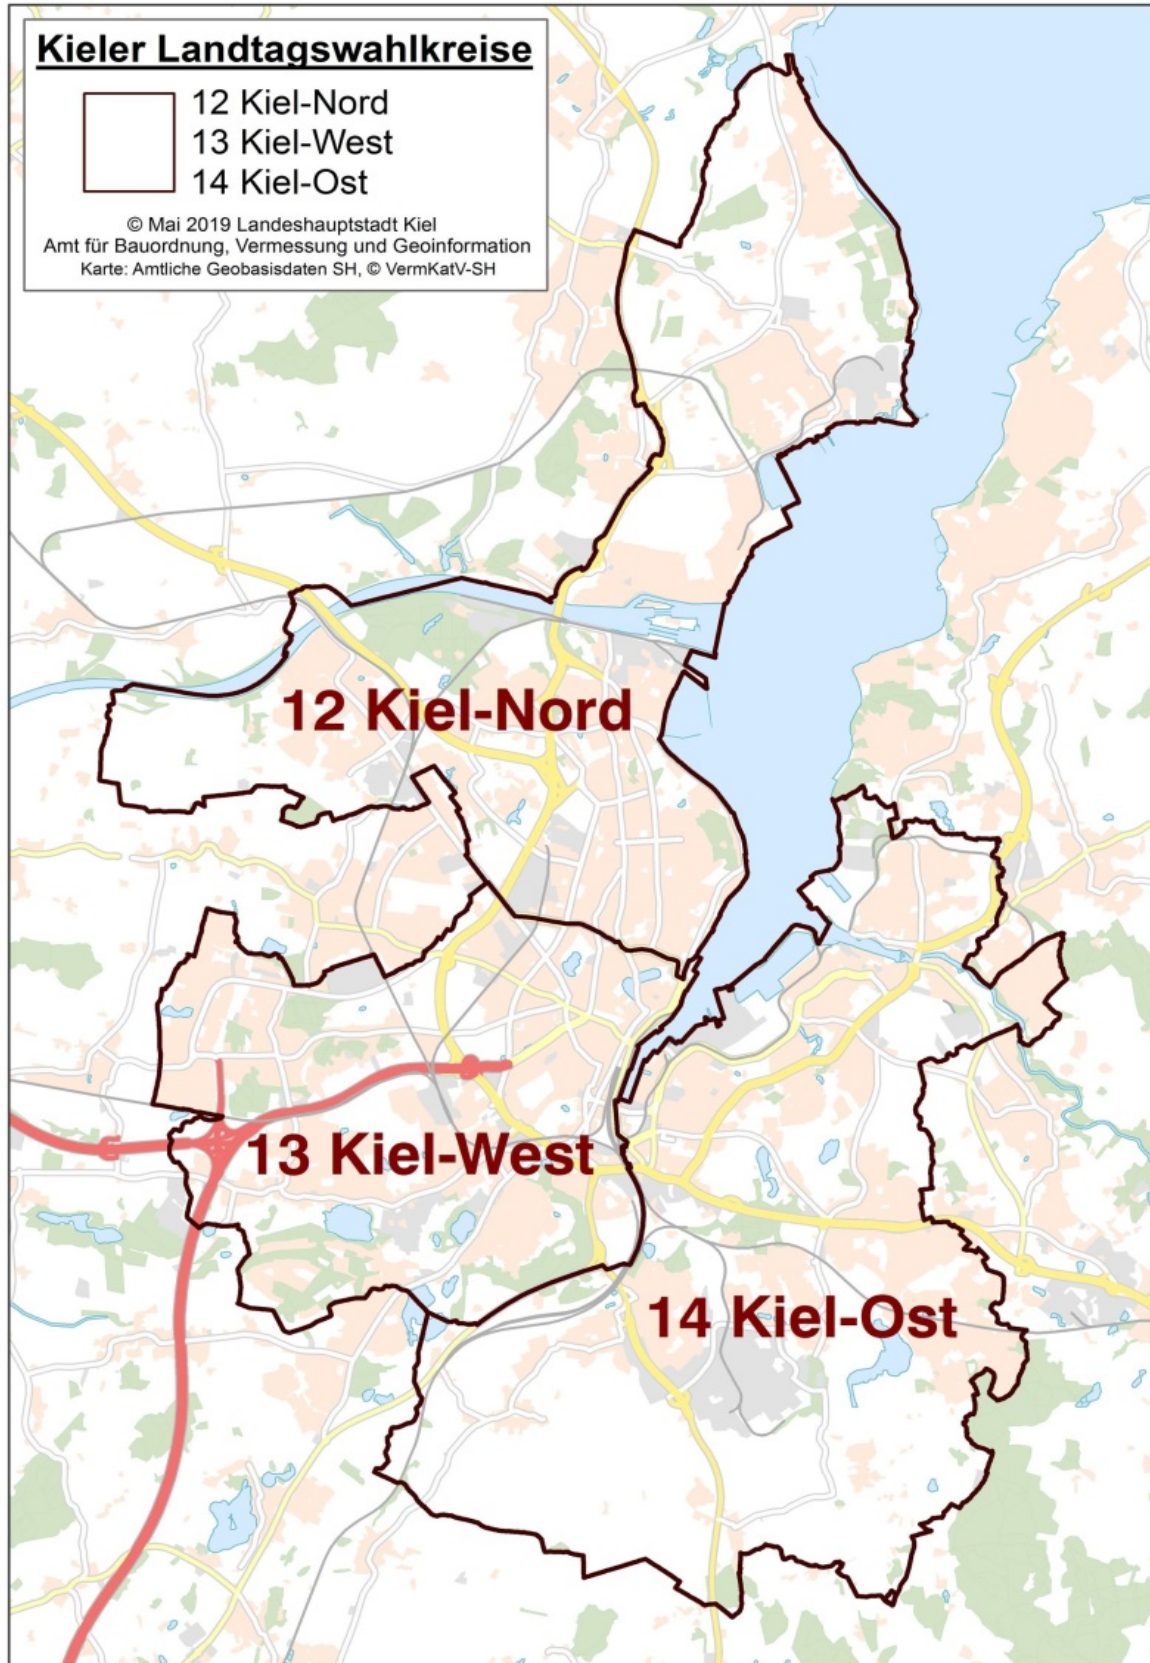 Kieler Landtagswahlkreise
12 Kiel-Nord
13 Kiel-West
14 Kiel-Ost
© Mai 2019 Landeshauptstadt Kiel
Amt für Bauordnung, Vermessung und Geoinformation
Karte: Amtliche Geobasisdaten SH, © VermKatV-SH
12 Kiel-Nord
13 Kiel-West
14 Kiel-Ost